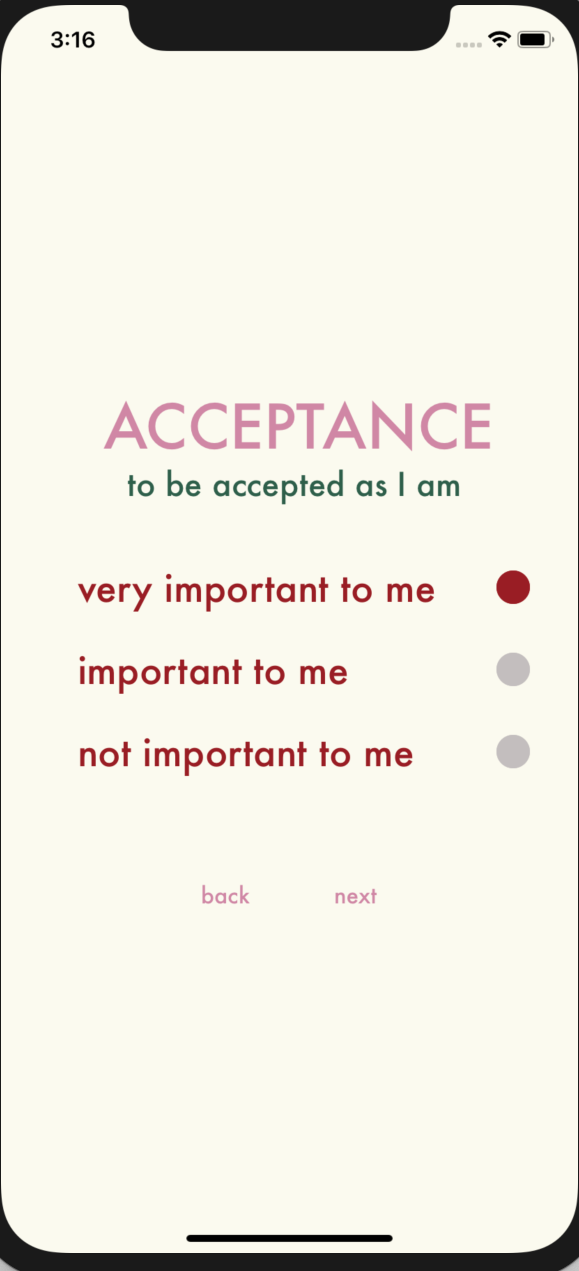 3:16
ACCEPTANCE
to be accepted as I am
very important to me
important to me
not important to me
back next